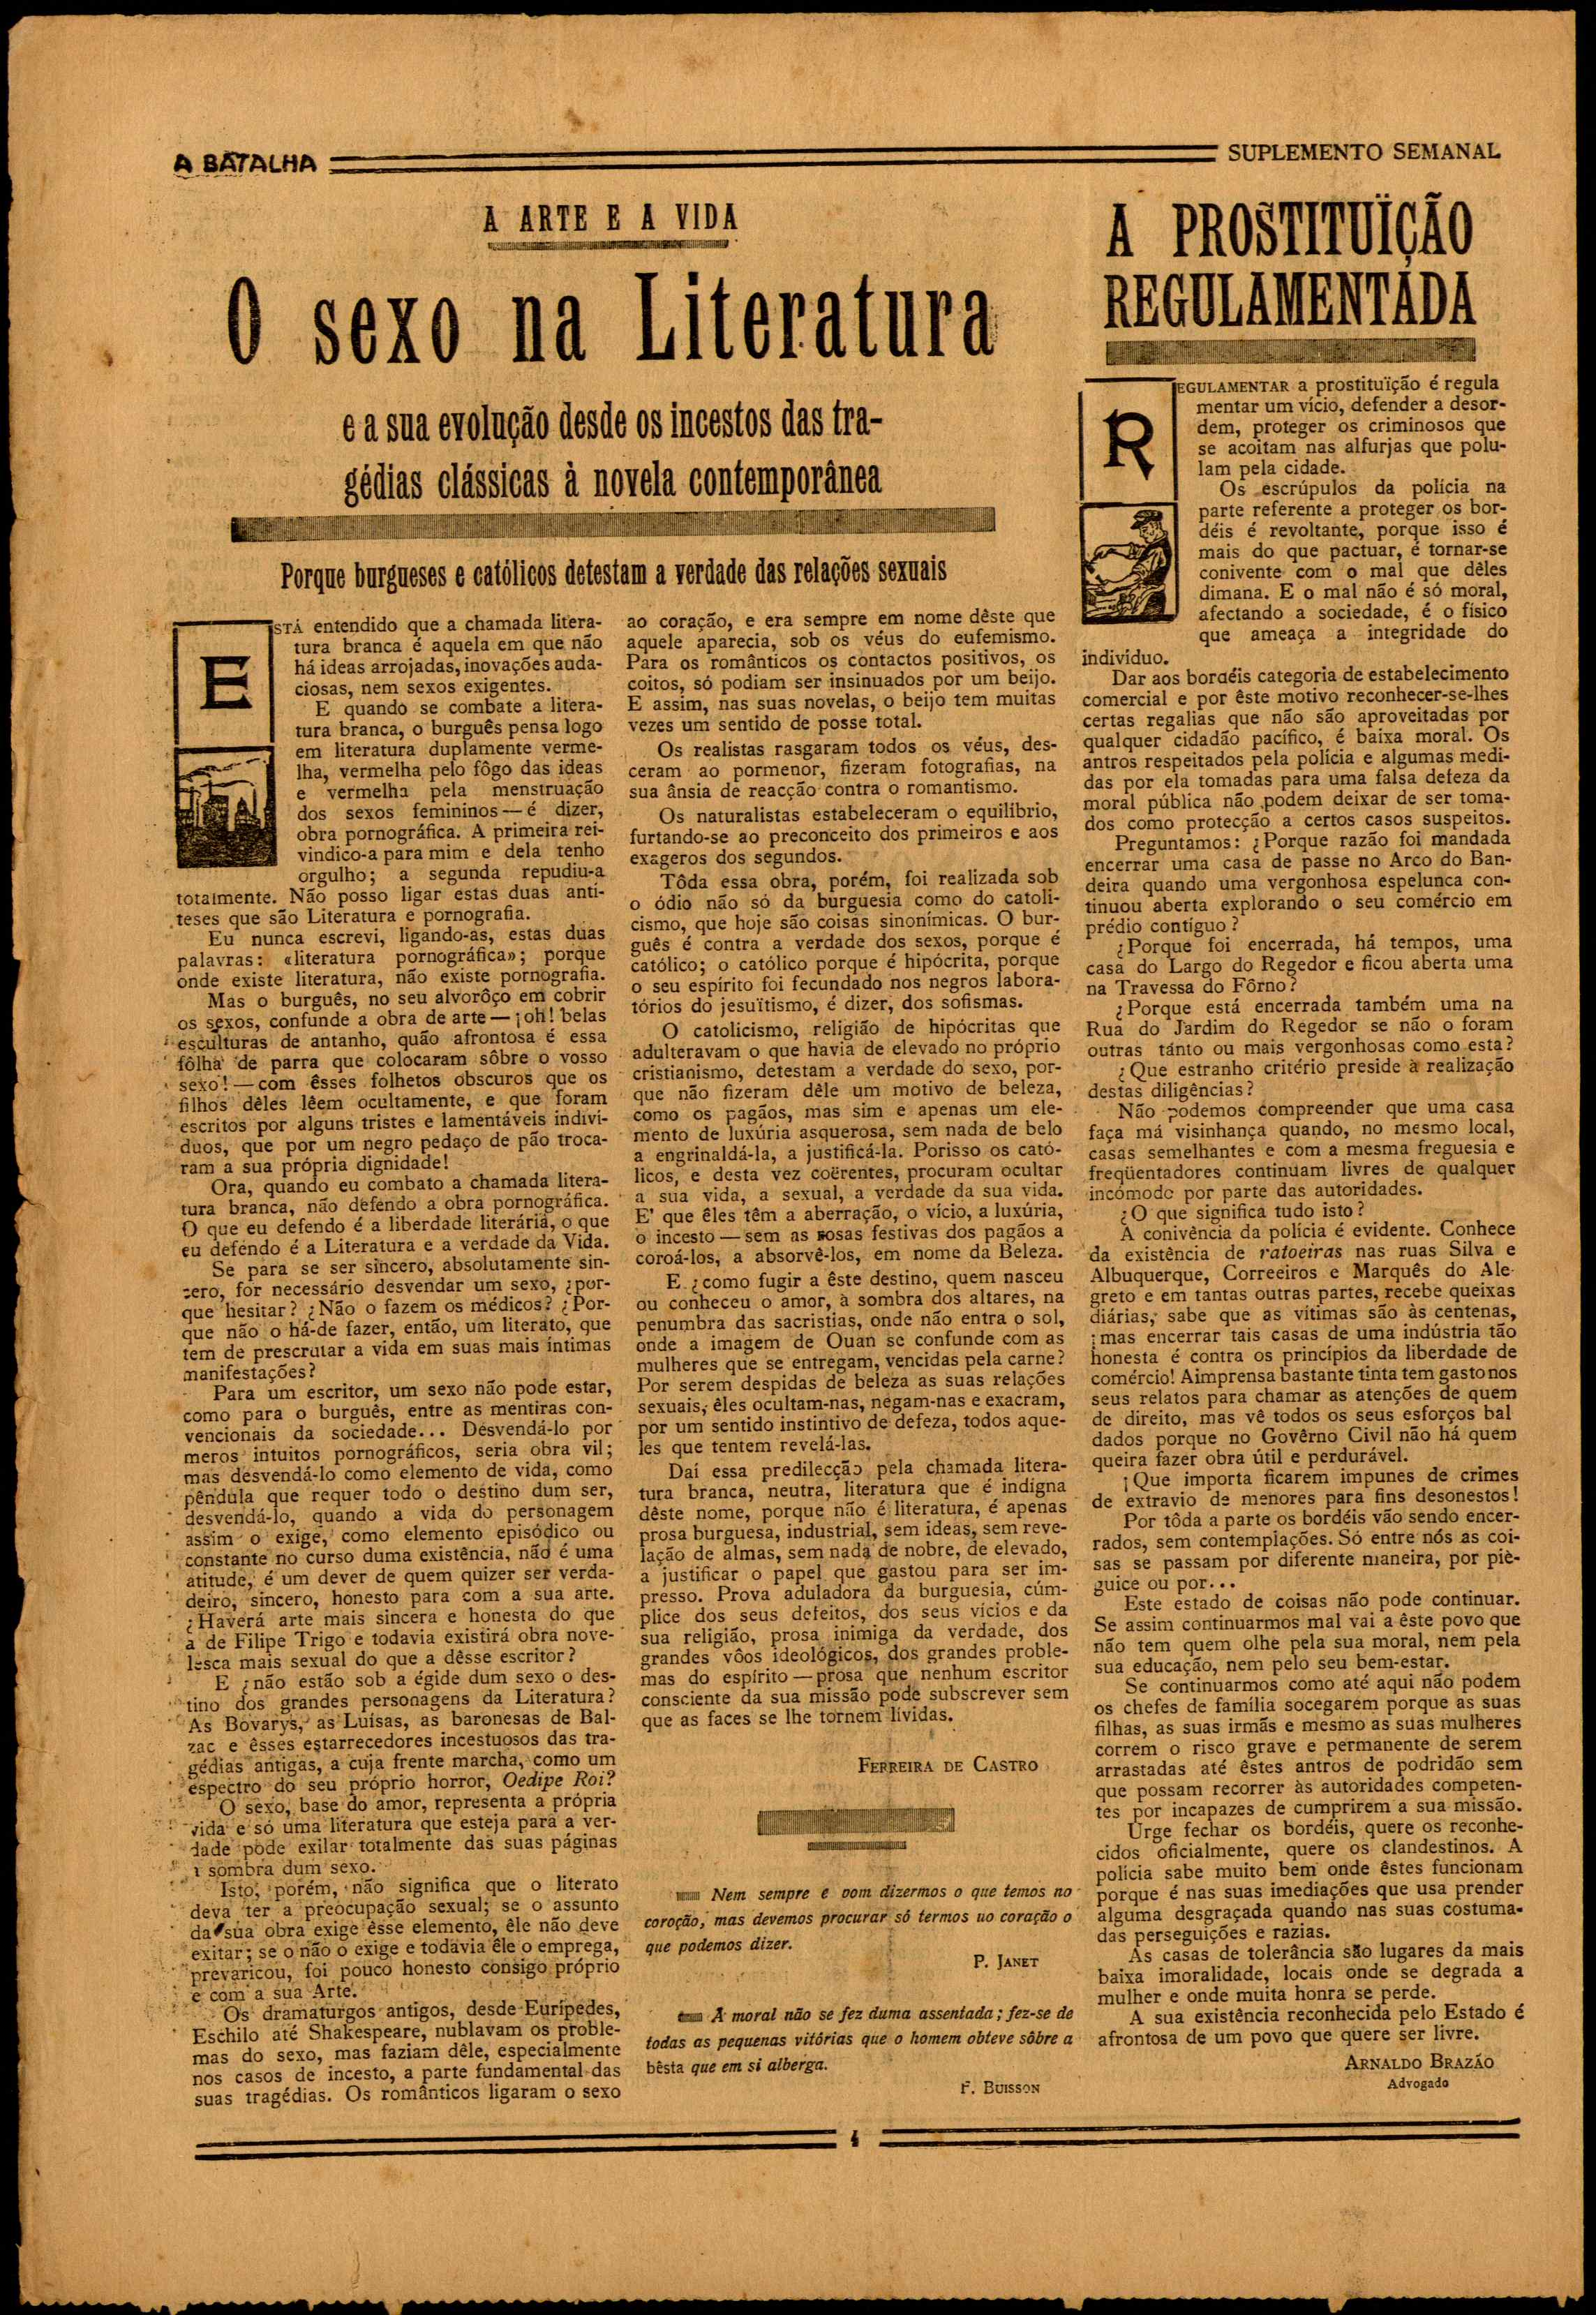 A BATALHA
SUPLEMENTO SEMANAL
A ARTE E A VIDA
O sexo na Literatura
e a sua evolução desde os incestos das tra-
gédias clássicas à novela contemporânea
Porque burgueses e católicos detestam a verdade das relações sexuais
ESTÁ entendido que a chamada litera-
tura branca é aquela em que não
há ideas arrojadas, inovações auda-
ciosas, nem sexos exigentes.
E quando se combate a litera-
tura branca, o burguês pensa logo
em literatura duplamente verme-
lha, vermelha pelo fôgo das ideas
e vermelha pela menstruação
dos sexos femininos — é dizer,
obra pornográfica. A primeira rei-
vindico-a para mim e dela tenho
orgulho; a segunda repudiu-a
totalmente. Não posso ligar estas duas anti-
teses que são Literatura e pornografia.
Eu nunca escrevi, ligando-as, estas duas
palavras: «literatura pornográfica»; porque
onde existe literatura, não existe pornografia.
Mas o burguês, no seu alvorôço em cobrir
os sexos, confunde a obra de arte — ¡oh! belas
esculturas de antanho, quão afrontosa é essa
fôlha de parra que colocaram sôbre o vosso
sexo! — com êsses folhetos obscuros que os
filhos dêles lêem ocultamente, e que foram
escritos por alguns tristes e lamentáveis indivi-
duos, que por um negro pedaço de pão troca-
ram a sua própria dignidade!
Ora, quando eu combato a chamada litera-
tura branca, não defendo a obra pornográfica.
O que eu defendo é a liberdade literária, o que
eu defendo é a Literatura e a verdade da Vida.
Se para se ser sincero, absolutamente sin-
cero, fôr necessário desvendar um sexo, ¿por-
que hesitar? ¿Não o fazem os médicos? ¿Por-
que não o há-de fazer, então, um literato, que
tem de prescrutar a vida em suas mais íntimas
manifestações?
Para um escritor, um sexo não pode estar,
como para o burguês, entre as mentiras con-
vencionais da sociedade... Desvendá-lo por
meros intuitos pornográficos, seria obra vil;
mas desvendá-lo como elemento de vida, como
pêndula que requer todo o destino dum ser,
desvendá-lo, quando a vida do personagem
assim o exige, como elemento episódico ou
constante no curso duma existência, não é uma
atitude, é um dever de quem quizer ser verda-
deiro, sincero, honesto para com a sua arte.
¿Haverá arte mais sincera e honesta do que
a de Filipe Trigo e todavia existirá obra nove-
lesca mais sexual do que a dêsse escritor?
E ¿não estão sob a égide dum sexo o des-
tino dos grandes personagens da Literatura?
As Bovarys, as Luisas, as baronesas de Bal-
zac e êsses estarrecedores incestuosos das tra-
gédias antigas, a cuja frente marcha, como um
espectro do seu próprio horror, Oedipe Roi?
O sexo, base do amor, representa a própria
vida e só uma literatura que esteja para a ver-
dade pode exilar totalmente das suas páginas
a sombra dum sexo.
Isto, porém, não significa que o literato
deva ter a preocupação sexual; se o assunto
da sua obra exige êsse elemento, êle não deve
exitar; se o não o exige e todavia êle o emprega,
prevaricou, foi pouco honesto consigo próprio
e com a sua Arte.
Os dramaturgos antigos, desde Eurípedes,
Eschilo até Shakespeare, nublavam os proble-
mas do sexo, mas faziam dêle, especialmente
nos casos de incesto, a parte fundamental das
suas tragédias. Os românticos ligaram o sexo
ao coração, e era sempre em nome dêste que
aquele aparecia, sob os véus do eufemismo.
Para os românticos os contactos positivos, os
coitos, só podiam ser insinuados por um beijo.
E assim, nas suas novelas, o beijo tem muitas
vezes um sentido de posse total.
Os realistas rasgaram todos os véus, des-
ceram ao pormenor, fizeram fotografias, na
sua ânsia de reacção contra o romantismo.
Os naturalistas estabeleceram o equilíbrio,
furtando-se ao preconceito dos primeiros e aos
exageros dos segundos.
Tôda essa obra, porém, foi realizada sob
o ódio não só da burguesia como do catoli-
cismo, que hoje são coisas sinonímicas. O bur-
guês é contra a verdade dos sexos, porque é
católico; o católico porque é hipócrita, porque
o seu espírito foi fecundado nos negros labora-
tórios do jesuïtismo, é dizer, dos sofismas.
O catolicismo, religião de hipócritas que
adulteravam o que havia de elevado no próprio
cristianismo, detestam a verdade do sexo, por-
que não fizeram dêle um motivo de beleza,
como os pagãos, mas sim e apenas um ele-
mento de luxúria asquerosa, sem nada de belo
a engrinaldá-la, a justificá-la. Porisso os cató-
licos, e desta vez coërentes, procuram ocultar
a sua vida, a sexual, a verdade da sua vida.
E' que êles têm a aberração, o vício, a luxúria,
o incesto — sem as rosas festivas dos pagãos a
coroá-los, a absorvê-los, em nome da Beleza.
E ¿como fugir a êste destino, quem nasceu
ou conheceu o amor, à sombra dos altares, na
penumbra das sacristias, onde não entra o sol,
onde a imagem de Ouan se confunde com as
mulheres que se entregam, vencidas pela carne?
Por serem despidas de beleza as suas relações
sexuais, êles ocultam-nas, negam-nas e exacram,
por um sentido instintivo de defeza, todos aque-
les que tentem revelá-las.
Daí essa predilecção pela chamada litera-
tura branca, neutra, literatura que é indigna
dêste nome, porque não é literatura, é apenas
prosa burguesa, industrial, sem ideas, sem reve-
lação de almas, sem nada de nobre, de elevado,
a justificar o papel que gastou para ser im-
presso. Prova aduladora da burguesia, cúm-
plice dos seus defeitos, dos seus vícios e da
sua religião, prosa inimiga da verdade, dos
grandes vôos ideológicos, dos grandes proble-
mas do espírito — prosa que nenhum escritor
consciente da sua missão pode subscrever sem
que as faces se lhe tornem lívidas.
FERREIRA DE CASTRO
Nem sempre é bom dizermos o que temos no
coroção, mas devemos procurar só termos no coração o
que podemos dizer.
P. JANET
A moral não se fez duma assentada; fez-se de
todas as pequenas vitórias que o homem obteve sôbre a
bêsta que em si alberga.
F. BUISSON
A PROSTITUÏÇÃO
REGULAMENTADA
REGULAMENTAR a prostituïção é regula
mentar um vício, defender a desor-
dem, proteger os criminosos que
se acoitam nas alfurjas que polu-
lam pela cidade.
Os escrúpulos da polícia na
parte referente a proteger os bor-
déis é revoltante, porque isso é
mais do que pactuar, é tornar-se
conivente com o mal que dêles
dimana. E o mal não é só moral,
afectando a sociedade, é o físico
que ameaça a integridade do
indivíduo.
Dar aos bordéis categoria de estabelecimento
comercial e por êste motivo reconhecer-se-lhes
certas regalias que não são aproveitadas por
qualquer cidadão pacífico, é baixa moral. Os
antros respeitados pela polícia e algumas medi-
das por ela tomadas para uma falsa defeza da
moral pública não podem deixar de ser toma-
dos como protecção a certos casos suspeitos.
Preguntamos: ¿Porque razão foi mandada
encerrar uma casa de passe no Arco do Ban-
deira quando uma vergonhosa espelunca con-
tinuou aberta explorando o seu comércio em
prédio contíguo?
¿Porque foi encerrada, há tempos, uma
casa do Largo do Regedor e ficou aberta uma
na Travessa do Fôrno?
¿Porque está encerrada também uma na
Rua do Jardim do Regedor se não o foram
outras tánto ou mais vergonhosas como esta?
¿Que estranho critério preside à realização
destas diligências?
Não podemos compreender que uma casa
faça má visinhança quando, no mesmo local,
casas semelhantes e com a mesma freguesia e
freqüentadores continuam livres de qualquer
incómodo por parte das autoridades.
¿O que significa tudo isto?
A conivência da polícia é evidente. Conhece
da existência de ratoeiras nas ruas Silva e
Albuquerque, Correeiros e Marquês do Ale-
greto e em tantas outras partes, recebe queixas
diárias, sabe que as vítimas são às centenas,
¡mas encerrar tais casas de uma indústria tão
honesta é contra os princípios da liberdade de
comércio! A imprensa bastante tinta tem gasto nos
seus relatos para chamar as atenções de quem
de direito, mas vê todos os seus esforços bal
dados porque no Govêrno Civil não há quem
queira fazer obra útil e perdurável.
¡Que importa ficarem impunes de crimes
de extravio de menores para fins desonestos!
Por tôda a parte os bordéis vão sendo encer-
rados, sem contemplações. Só entre nós as coi-
sas se passam por diferente maneira, por piè-
guice ou por...
Este estado de coisas não pode continuar.
Se assim continuarmos mal vai a êste povo que
não tem quem olhe pela sua moral, nem pela
sua educação, nem pelo seu bem-estar.
Se continuarmos como até aqui não podem
os chefes de família socegarem porque as suas
filhas, as suas irmãs e mesmo as suas mulheres
correm o risco grave e permanente de serem
arrastadas até êstes antros de podridão sem
que possam recorrer às autoridades competen-
tes por incapazes de cumprirem a sua missão.
Urge fechar os bordéis, quere os reconhe-
cidos oficialmente, quere os clandestinos. A
polícia sabe muito bem onde êstes funcionam
porque é nas suas imediações que usa prender
alguma desgraçada quando nas suas costuma-
das perseguições e razias.
As casas de tolerância são lugares da mais
baixa imoralidade, locais onde se degrada a
mulher e onde muita honra se perde.
A sua existência reconhecida pelo Estado é
afrontosa de um povo que quere ser livre.
ARNALDO BRAZÃO
Advogado
4